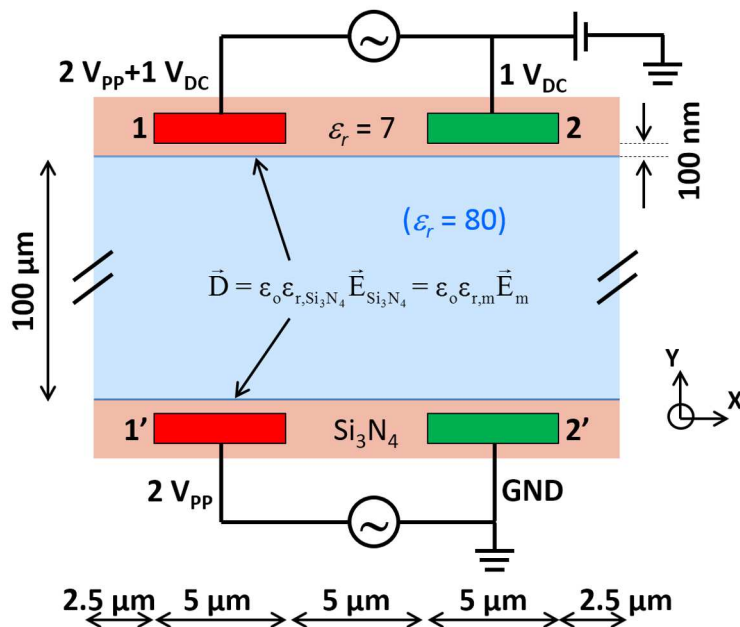 2 V_PP+1 V_DC
1 V_DC
1
ε_r = 7
2
100 nm
(ε_r = 80)
100 µm
D⃗ = ε_o ε_r,Si₃N₄ E⃗_Si₃N₄ = ε_o ε_r,m E⃗_m
Y
X
1’
Si₃N₄
2’
2 V_PP
GND
2.5 µm 5 µm 5 µm 5 µm 2.5 µm